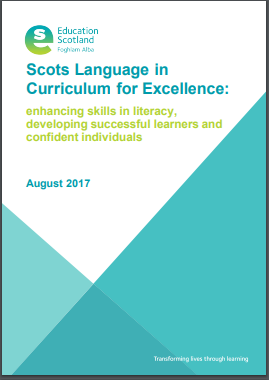 Education
Scotland
Foghlam Alba
Scots Language in
Curriculum for Excellence:
enhancing skills in literacy,
developing successful learners and
confident individuals
August 2017
Transforming lives through learning